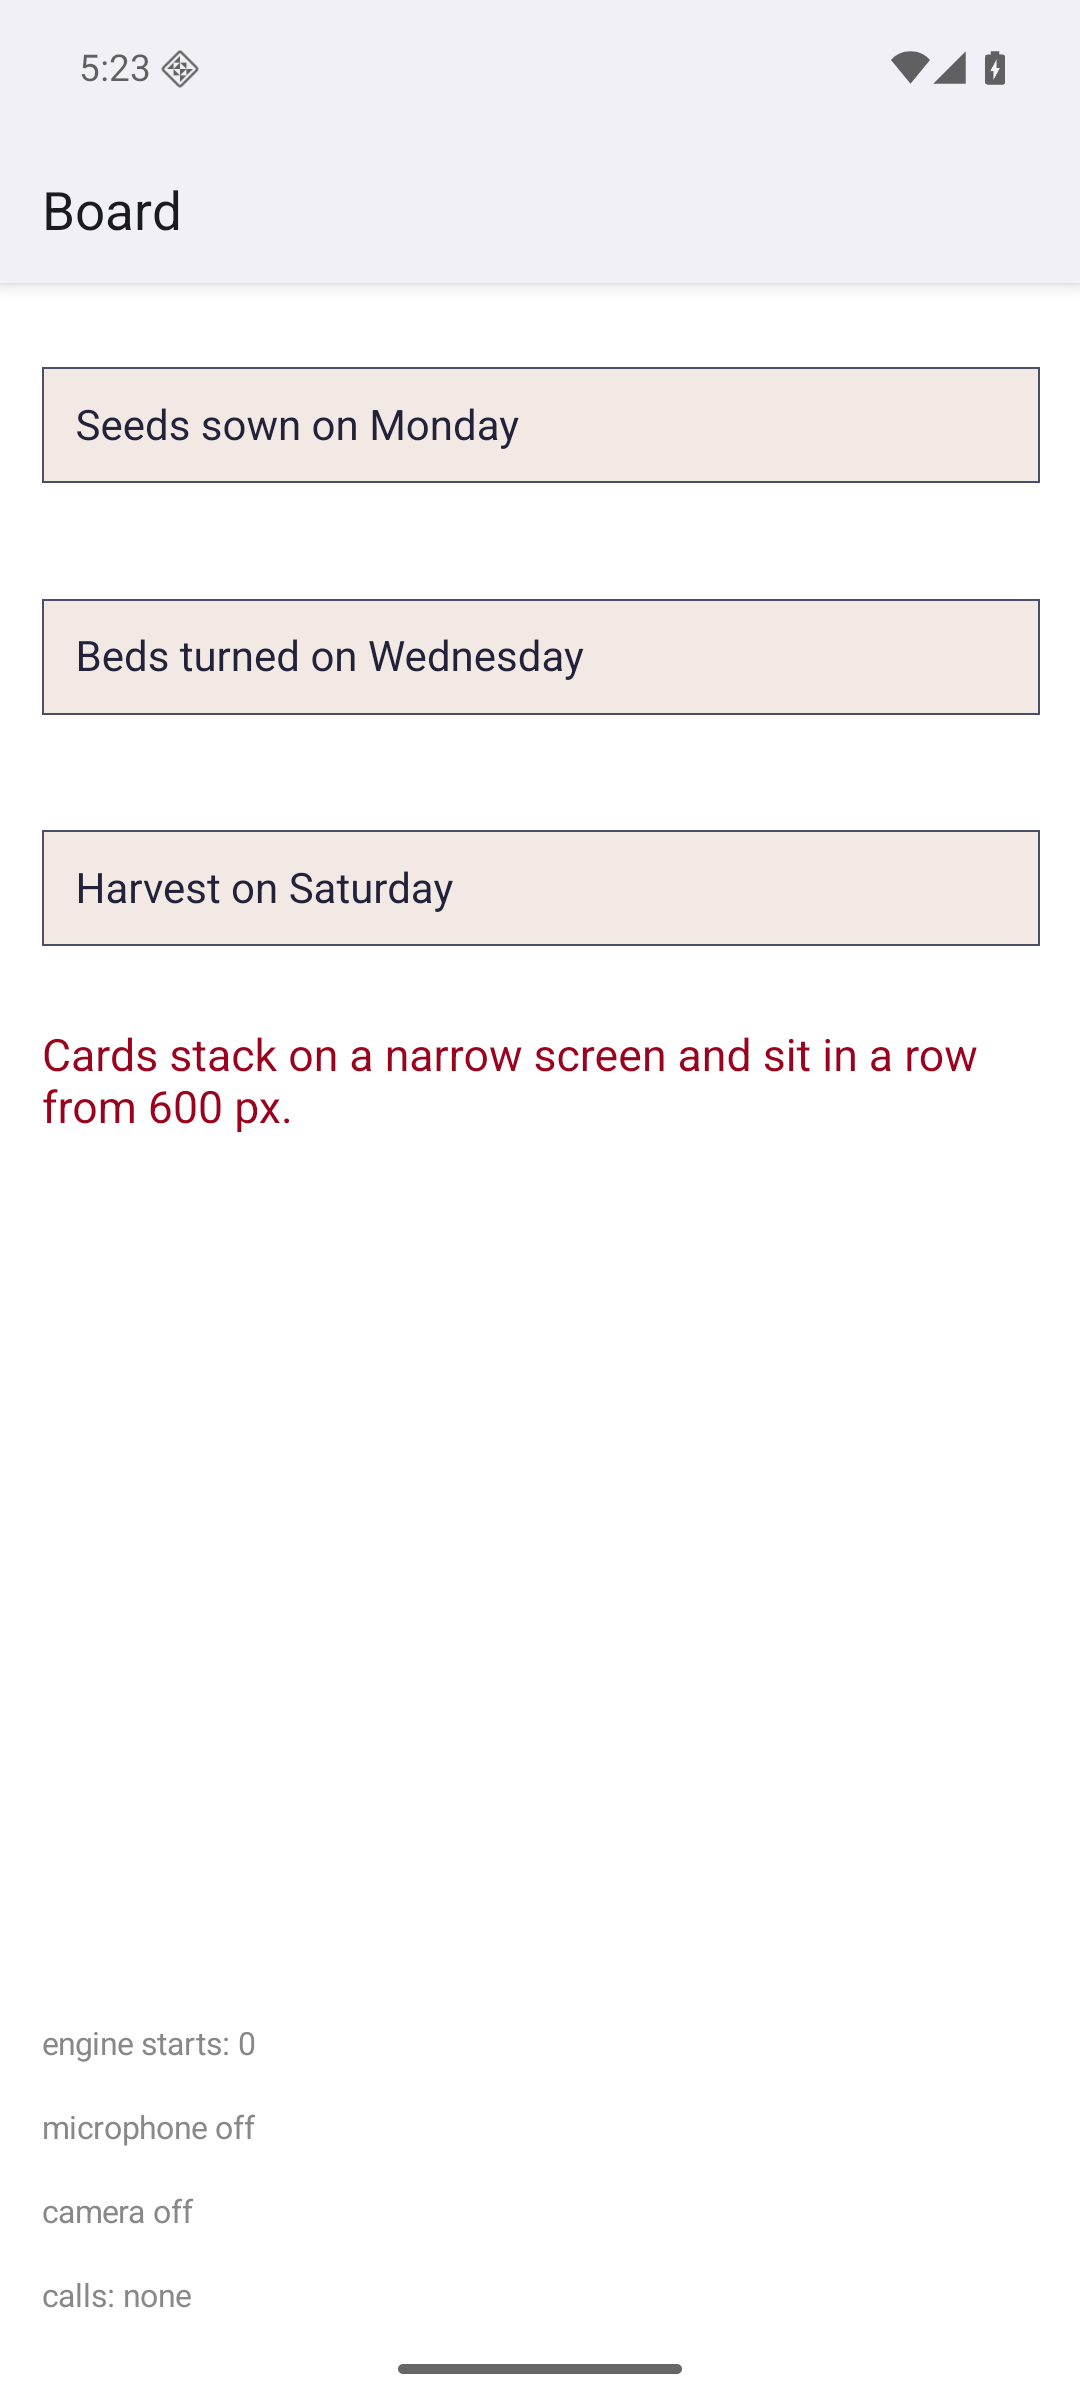 5:23
Board
Seeds sown on Monday
Beds turned on Wednesday
Harvest on Saturday
Cards stack on a narrow screen and sit in a row
from 600 px.
engine starts: 0
microphone off
camera off
calls: none